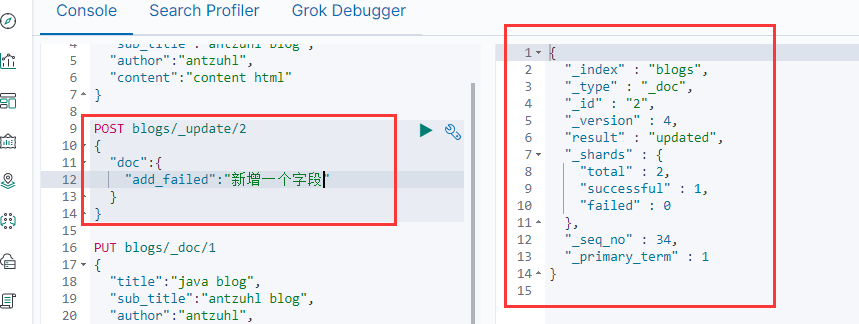 Console Search Profiler Grok Debugger
4 "sub_title":"antzuhl blog",
5 "author":"antzuhl",
6 "content":"content html"
7 }
8
9 POST blogs/_update/2
10 {
11 "doc":{
12 "add_failed":"新增一个字段"
13 }
14 }
15
16 PUT blogs/_doc/1
17 {
18 "title":"java blog",
19 "sub_title":"antzuhl blog",
20 "author":"antzuhl",
1 {
2 "_index" : "blogs",
3 "_type" : "_doc",
4 "_id" : "2",
5 "_version" : 4,
6 "result" : "updated",
7 "_shards" : {
8 "total" : 2,
9 "successful" : 1,
10 "failed" : 0
11 },
12 "_seq_no" : 34,
13 "_primary_term" : 1
14 }
15